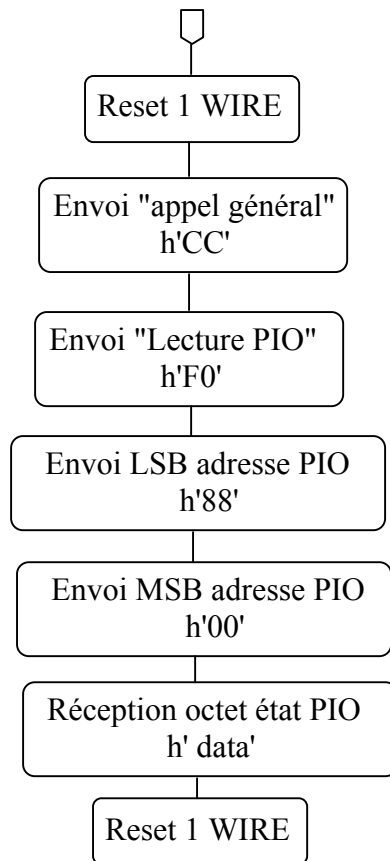 Reset 1 WIRE
Envoi "appel général"
h'CC'
Envoi "Lecture PIO"
h'F0'
Envoi LSB adresse PIO
h'88'
Envoi MSB adresse PIO
h'00'
Réception octet état PIO
h' data'
Reset 1 WIRE